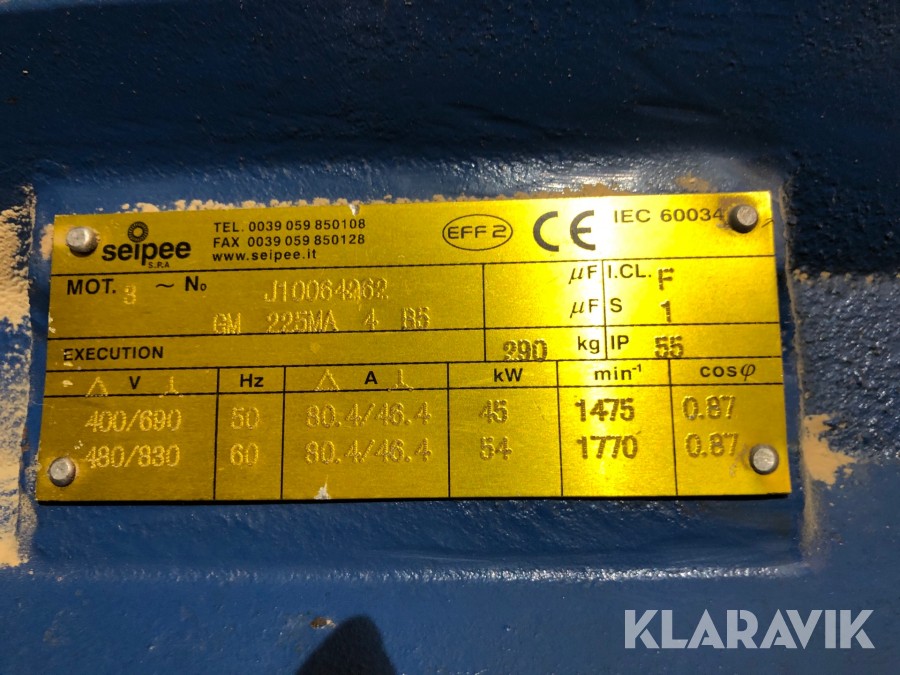 seipee
S.P.A
TEL. 0039 059 850108
FAX 0039 059 850128
www.seipee.it
EFF 2
CE
IEC 60034
MOT. 3 ~ No J10064962
GM 225MA 4 B3
µF I.CL. F
µF S 1
EXECUTION 290 kg IP 55
△ V 人 Hz △ A 人 kW min⁻¹ cosφ
400/690 50 80.4/46.4 45 1475 0.87
480/830 60 80.4/46.4 54 1770 0.87
KLARAVIK